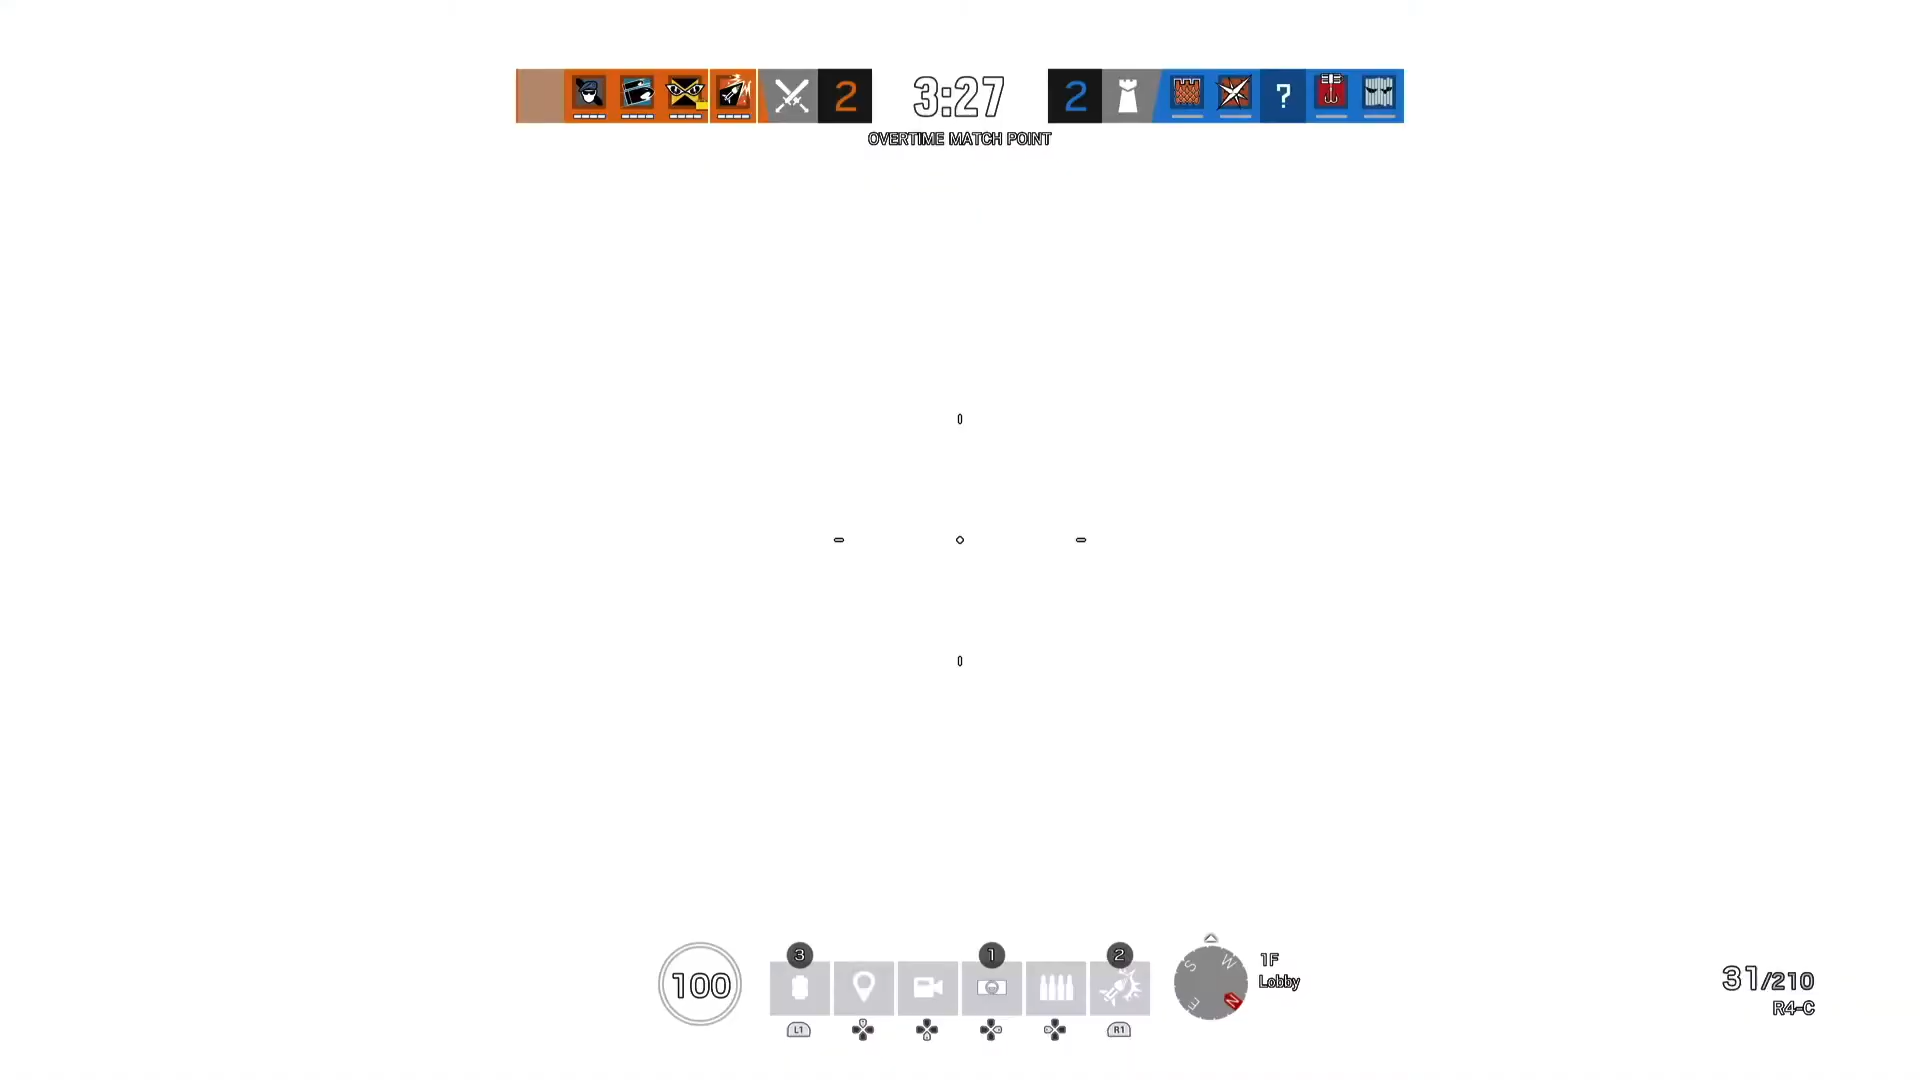 2
3:27
2
?
OVERTIME MATCH POINT
100
3
1
2
L1
R1
S
W
E
N
1F
Lobby
31/210
R4-C